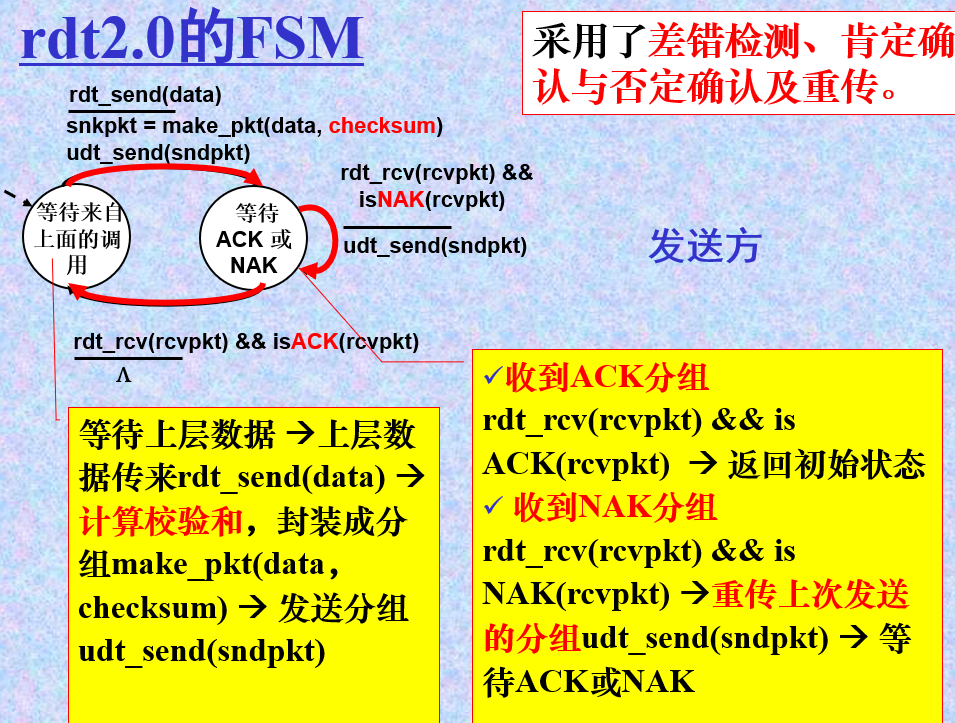 rdt2.0的FSM
采用了差错检测、肯定确
认与否定确认及重传。
rdt_send(data)
snkpkt = make_pkt(data, checksum)
udt_send(sndpkt)
rdt_rcv(rcvpkt) &&
isNAK(rcvpkt)
udt_send(sndpkt)
等待来自
上面的调
用
等待
ACK 或
NAK
发送方
rdt_rcv(rcvpkt) && isACK(rcvpkt)
Λ
等待上层数据 →上层数
据传来rdt_send(data) →
计算校验和，封装成分
组make_pkt(data，
checksum) → 发送分组
udt_send(sndpkt)
✓收到ACK分组
rdt_rcv(rcvpkt) && is
ACK(rcvpkt) → 返回初始状态
✓ 收到NAK分组
rdt_rcv(rcvpkt) && is
NAK(rcvpkt) →重传上次发送
的分组udt_send(sndpkt) → 等
待ACK或NAK